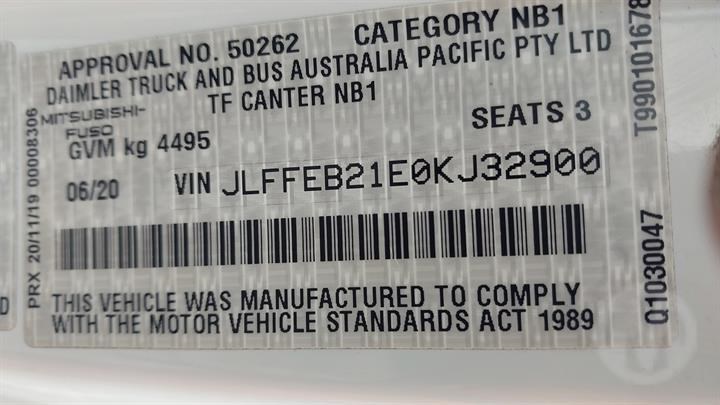 APPROVAL NO. 50262 CATEGORY NB1
DAIMLER TRUCK AND BUS AUSTRALIA PACIFIC PTY LTD
MITSUBISHI-
FUSO
TF CANTER NB1
GVM kg 4495 SEATS 3
06/20 VIN JLFFEB21E0KJ32900
THIS VEHICLE WAS MANUFACTURED TO COMPLY
WITH THE MOTOR VEHICLE STANDARDS ACT 1989
PRX 20/11/19 00008306
Q1030047 T990101678
D